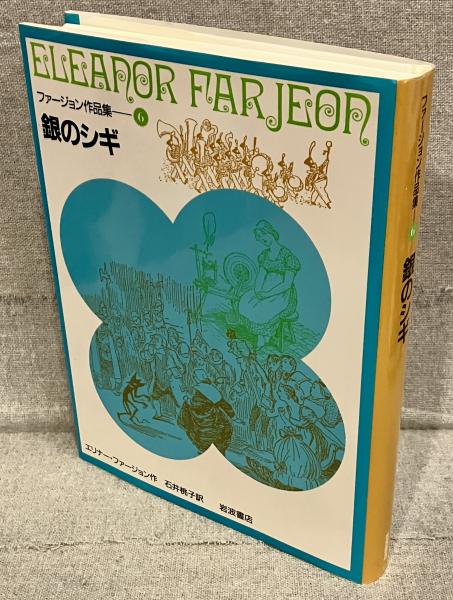 ELEANOR FARJEON
ファージョン作品集——6
銀のシギ
エリナー・ファージョン作 石井桃子訳 岩波書店
ファージョン作品集—6
銀のシギ